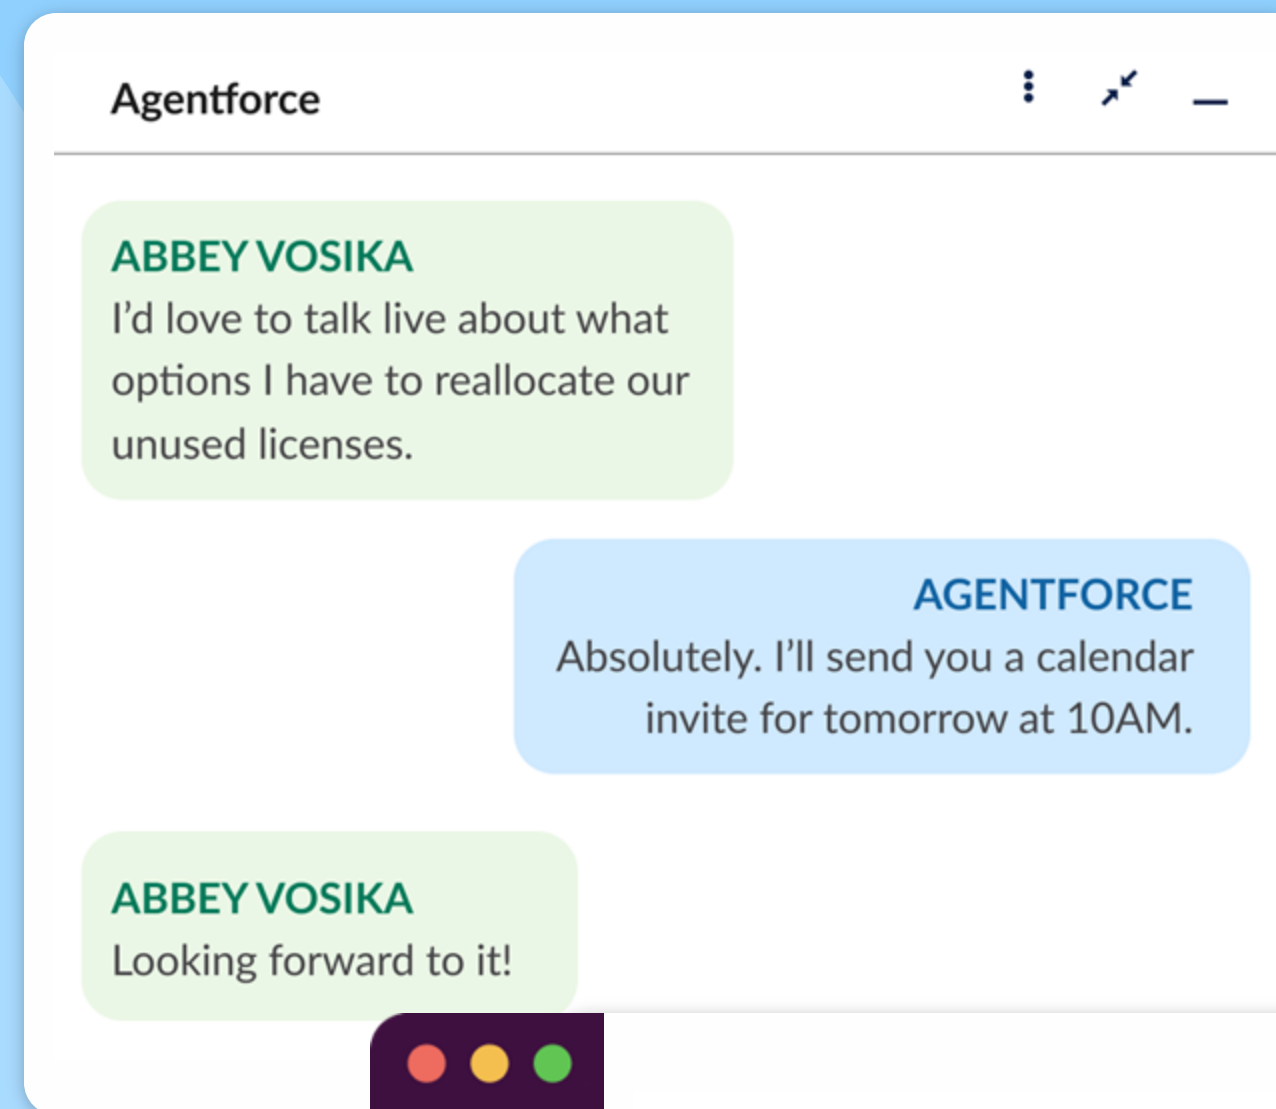 Agentforce
ABBEY VOSIKA
I’d love to talk live about what
options I have to reallocate our
unused licenses.
AGENTFORCE
Absolutely. I’ll send you a calendar
invite for tomorrow at 10AM.
ABBEY VOSIKA
Looking forward to it!